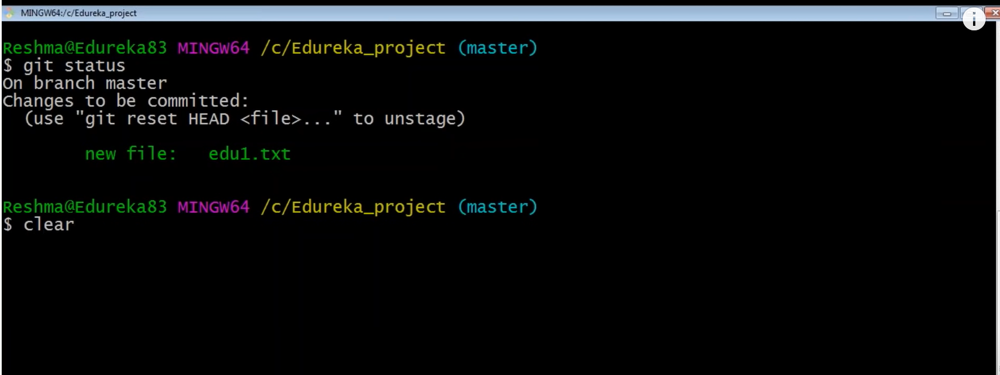 MINGW64:/c/Edureka_project
Reshma@Edureka83 MINGW64 /c/Edureka_project (master)
$ git status
On branch master
Changes to be committed:
  (use "git reset HEAD <file>..." to unstage)
        new file:   edu1.txt
Reshma@Edureka83 MINGW64 /c/Edureka_project (master)
$ clear